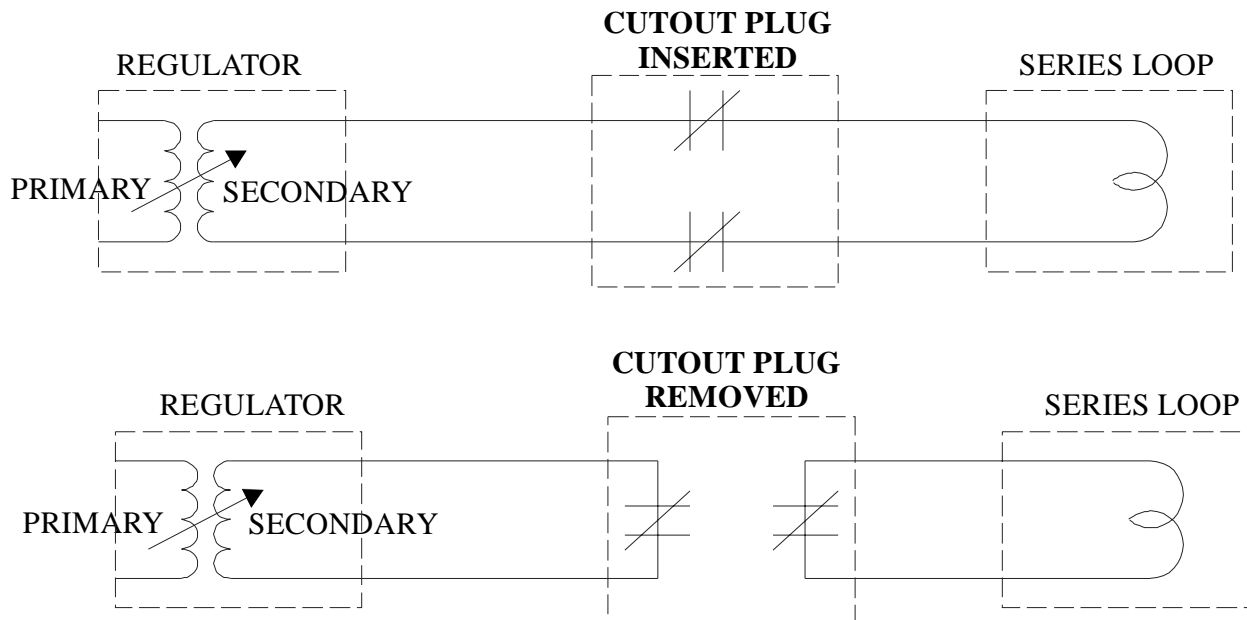 CUTOUT PLUG
INSERTED
REGULATOR
SERIES LOOP
PRIMARY
SECONDARY
CUTOUT PLUG
REMOVED
REGULATOR
SERIES LOOP
PRIMARY
SECONDARY